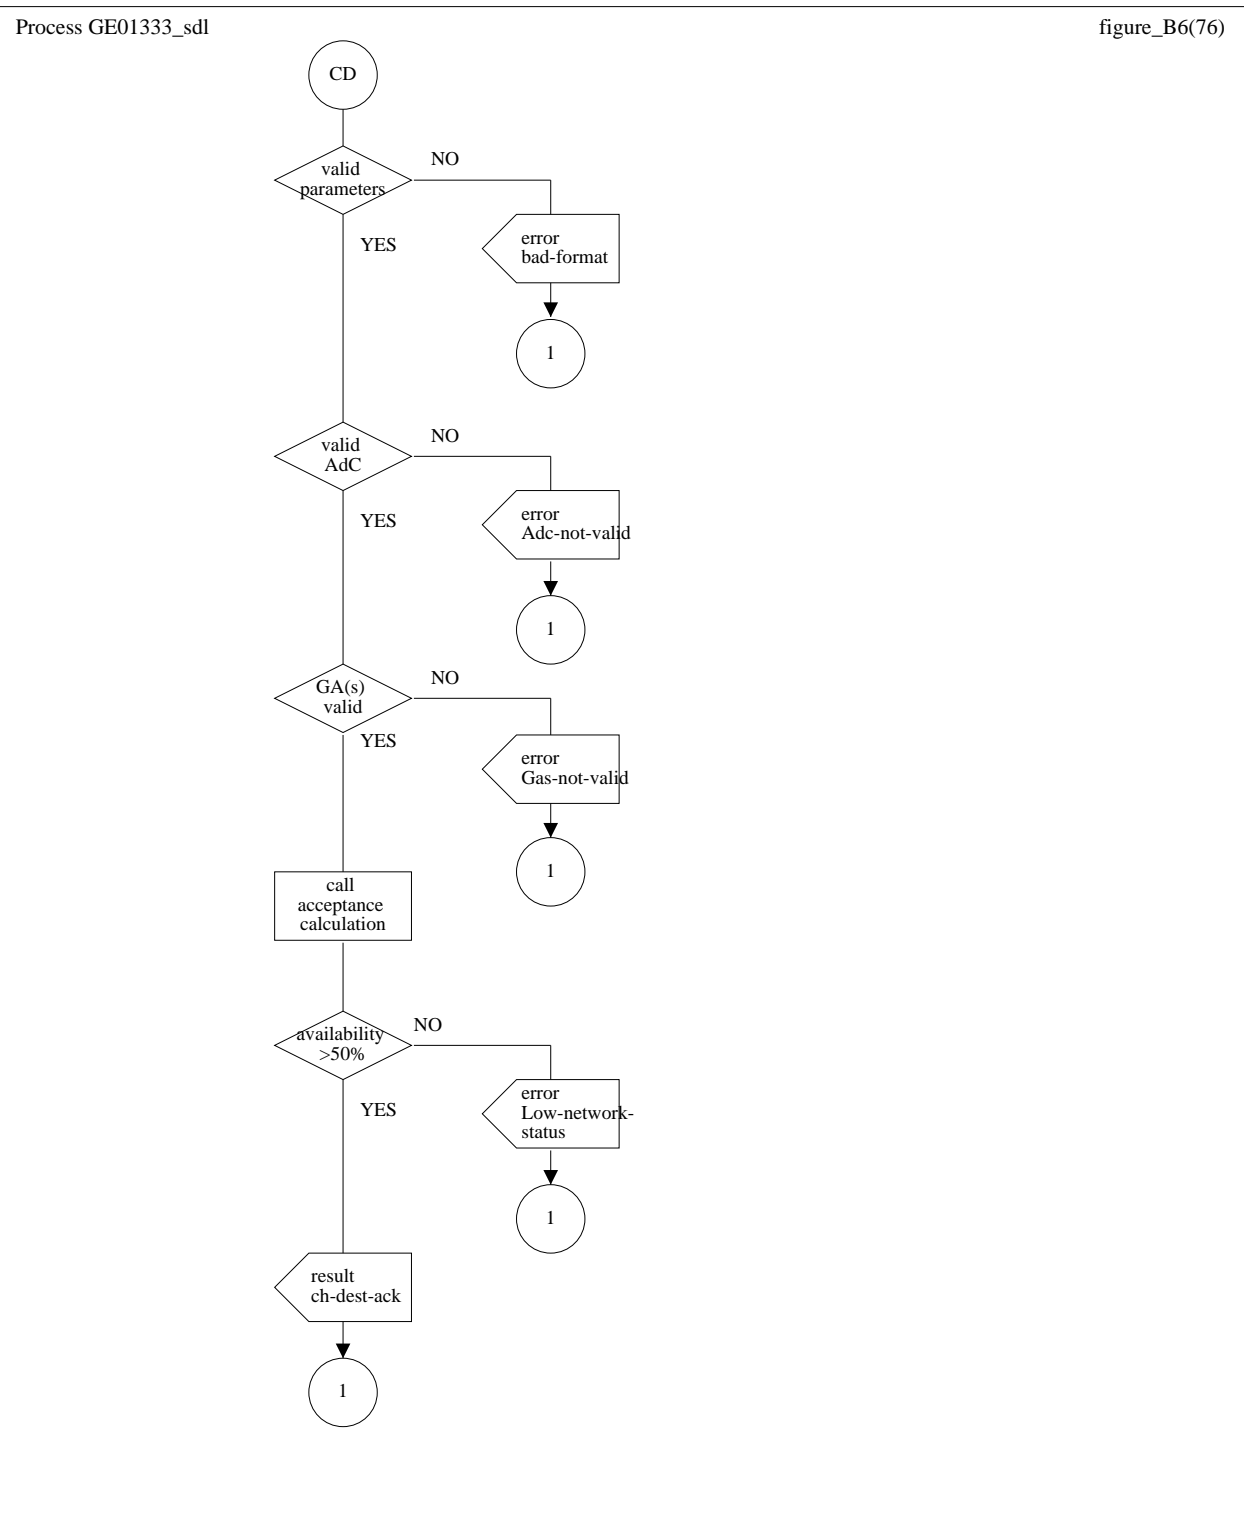 Process GE01333_sdl
figure_B6(76)
CD
valid
parameters
NO
YES
error
bad-format
1
valid
AdC
NO
YES
error
Adc-not-valid
1
GA(s)
valid
NO
YES
error
Gas-not-valid
1
call
acceptance
calculation
availability
>50%
NO
YES
error
Low-network-
status
1
result
ch-dest-ack
1